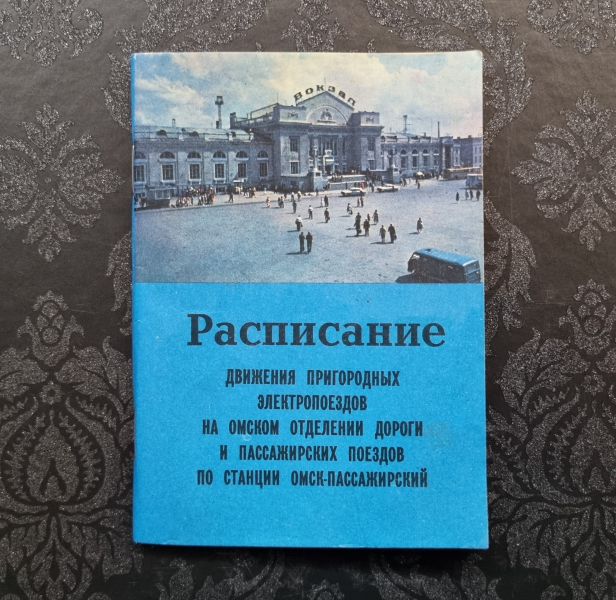 Вокзал
Расписание
ДВИЖЕНИЯ ПРИГОРОДНЫХ
ЭЛЕКТРОПОЕЗДОВ
НА ОМСКОМ ОТДЕЛЕНИИ ДОРОГИ
И ПАССАЖИРСКИХ ПОЕЗДОВ
ПО СТАНЦИИ ОМСК-ПАССАЖИРСКИЙ